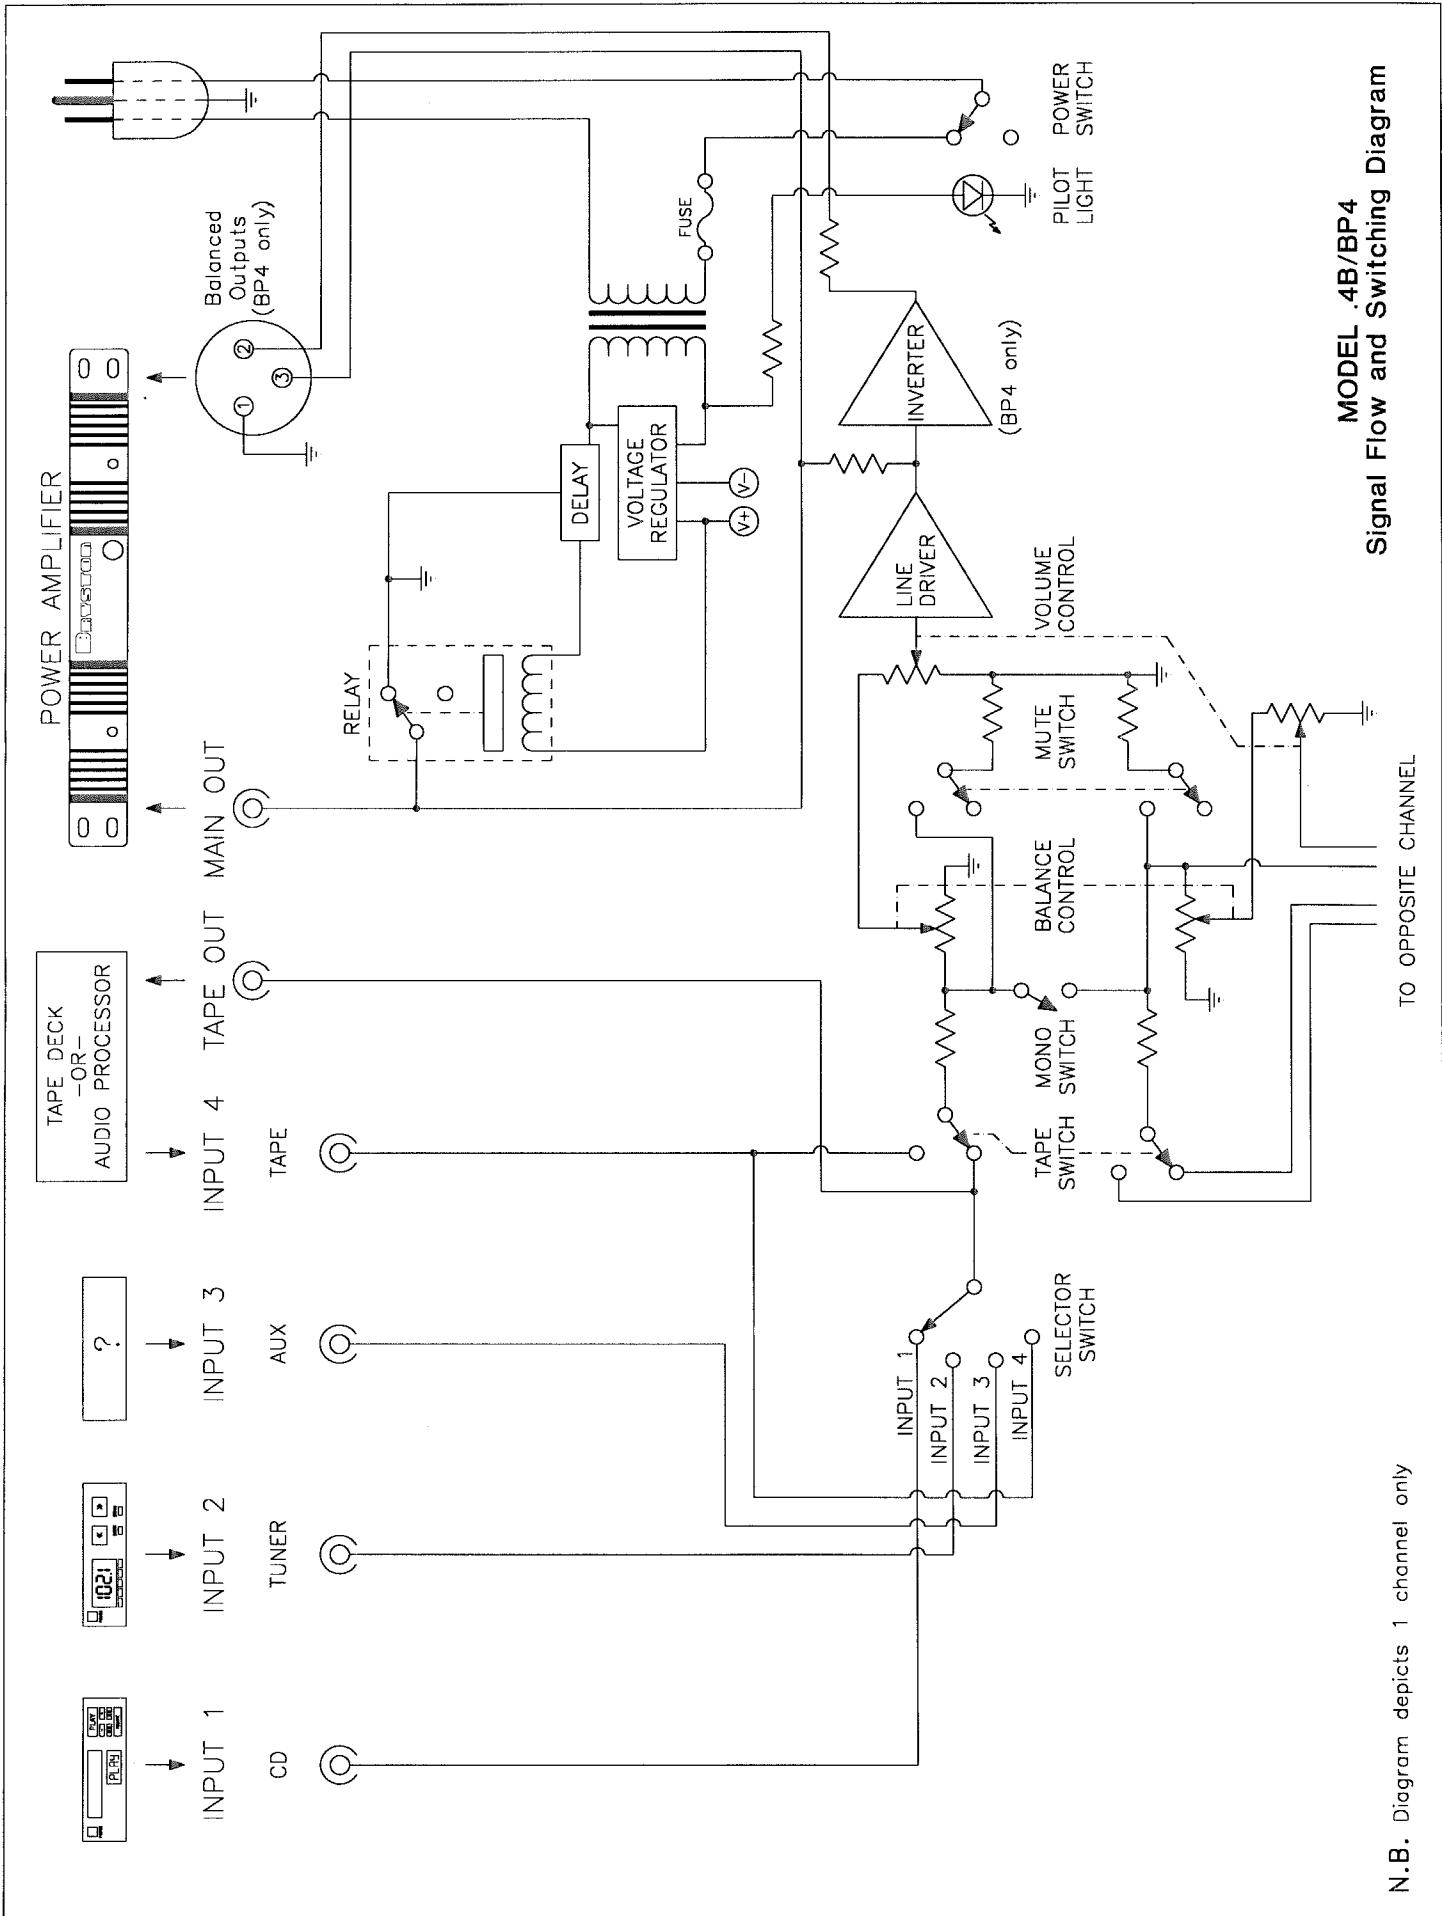 TAPE DECK
-OR-
AUDIO PROCESSOR
POWER AMPLIFIER
BRYSTON
?
102.1
PLAY
PLAY
INPUT 1
INPUT 2
INPUT 3
INPUT 4
TAPE OUT
MAIN OUT
CD
TUNER
AUX
TAPE
Balanced
Outputs
(BP4 only)
1
2
3
RELAY
DELAY
VOLTAGE
REGULATOR
V+
V-
FUSE
LINE
DRIVER
INVERTER
(BP4 only)
INPUT 1
INPUT 2
INPUT 3
INPUT 4
SELECTOR
SWITCH
TAPE
SWITCH
MONO
SWITCH
BALANCE
CONTROL
MUTE
SWITCH
VOLUME
CONTROL
PILOT
LIGHT
POWER
SWITCH
TO OPPOSITE CHANNEL
MODEL .4B/BP4
Signal Flow and Switching Diagram
N.B. Diagram depicts 1 channel only